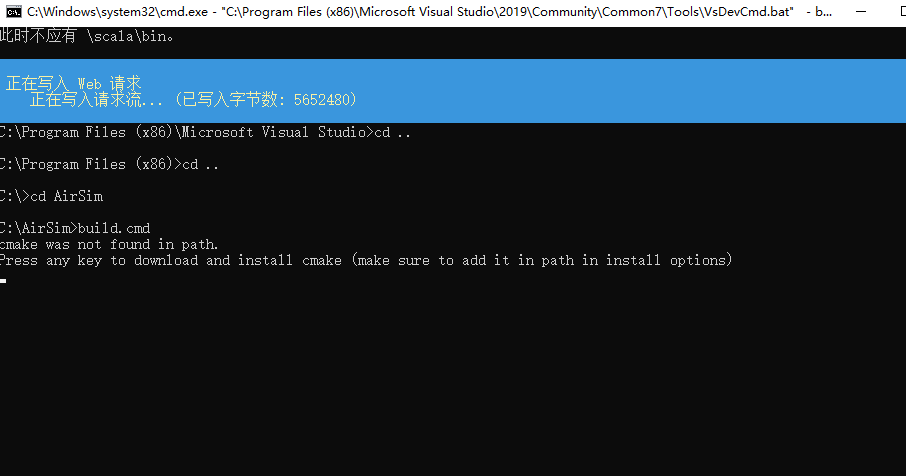 C:\Windows\system32\cmd.exe - "C:\Program Files (x86)\Microsoft Visual Studio\2019\Community\Common7\Tools\VsDevCmd.bat" - b...
此时不应有 \scala\bin。
正在写入 Web 请求
正在写入请求流... (已写入字节数: 5652480)
C:\Program Files (x86)\Microsoft Visual Studio>cd ..
C:\Program Files (x86)>cd ..
C:\>cd AirSim
C:\AirSim>build.cmd
cmake was not found in path.
Press any key to download and install cmake (make sure to add it in path in install options)